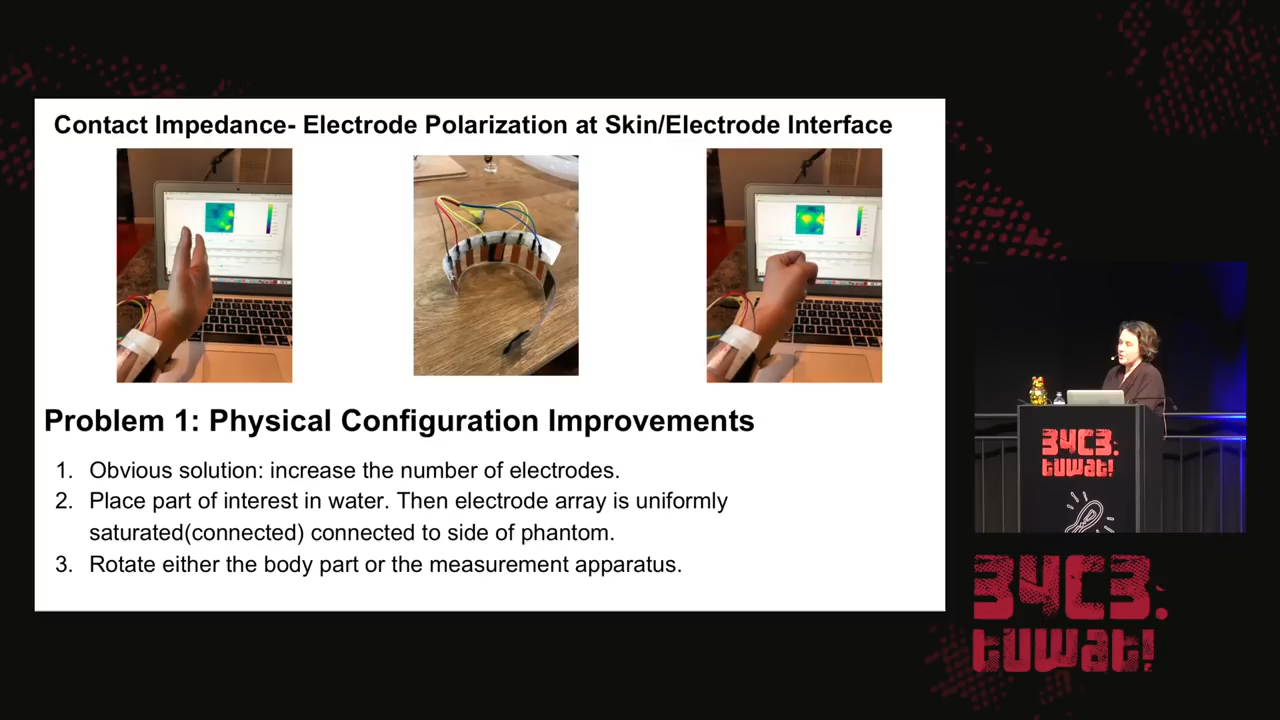 Contact Impedance- Electrode Polarization at Skin/Electrode Interface
Problem 1: Physical Configuration Improvements
1. Obvious solution: increase the number of electrodes.
2. Place part of interest in water. Then electrode array is uniformly
saturated(connected) connected to side of phantom.
3. Rotate either the body part or the measurement apparatus.
34C3.
tuwat!
34C3.
tuwat!